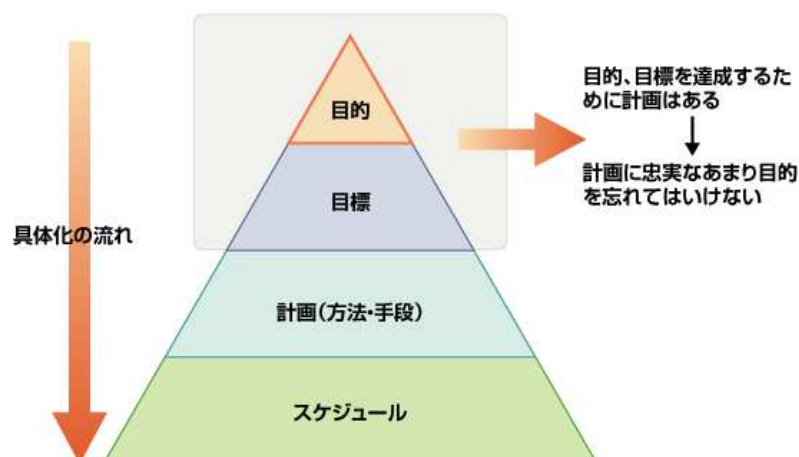 目的
目標
計画（方法・手段）
スケジュール
具体化の流れ
目的、目標を達成するた
めに計画はある
計画に忠実なあまり目的
を忘れてはいけない